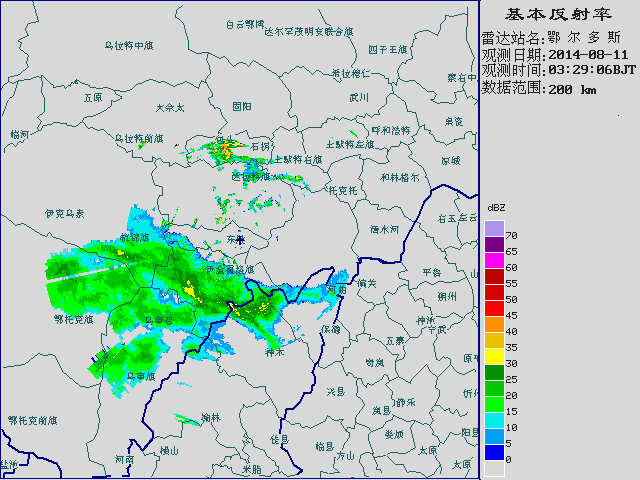 基本反射率
雷达站名:鄂尔多斯
观测日期:2014-08-11
观测时间:03:29:06BJT
数据范围:200 km
白云鄂博
达尔罕茂明安联合旗
乌拉特中旗
四子王旗
希拉穆仁
察右中旗
五原
大佘太
固阳
武川
卓资
临河
乌拉特前旗
包头
石拐
呼和浩特
土默特左旗
土默特右旗
凉城
达拉特旗
和林格尔
托克托
伊克乌素
右玉
左云
清水河
杭锦旗
东胜
伊金霍洛旗
平鲁
山
偏关
河曲
朔州
鄂托克旗
乌审召
神池
宁武
保德
五寨
神木
原平
岢岚
乌审旗
兴县
忻州
静乐
岚县
鄂托克前旗
榆林
阳曲
佳县
娄烦
临县
太原
横山
方山
盐池
河南
米脂
太原
dBZ
70
65
60
55
50
45
40
35
30
25
20
15
10
5
0